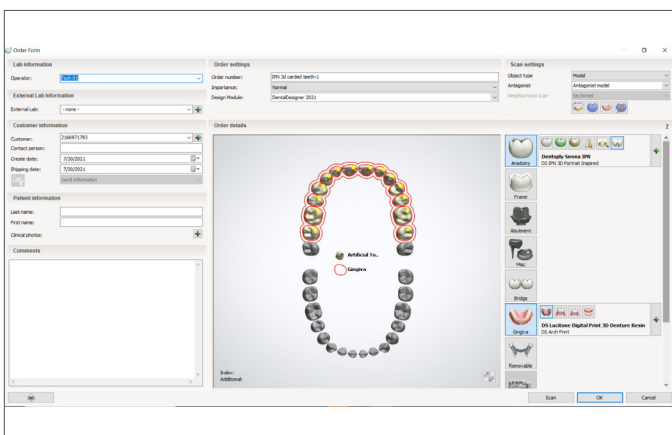 Order Form
Lab information
Operator:
Tech-01
External Lab Information
External Lab:
- none -
Customer information
Customer:
2166971793
Contact person:
Create date:
7/30/2021
Shipping date:
7/30/2021
Send information
Patient information
Last name:
First name:
Clinical photos:
Comments
Order settings
Order number:
IPN 3d carded teeth-1
Importance:
Normal
Design Module:
DentalDesigner 2021
Order details
Artificial To..
Gingiva
Index:
Additional:
Scan settings
Object type
Model
Antagonist
Antagonist model
Neighborhood scan:
Sectioned
?
Anatomy
Dentsply Sirona IPN
DS IPN 3D Portrait Inspired
Frame
Abutment
Misc
Bridge
Gingiva
DS Lucitone Digital Print 3D Denture Resin
DS Arch Print
Removable
Scan
OK
Cancel